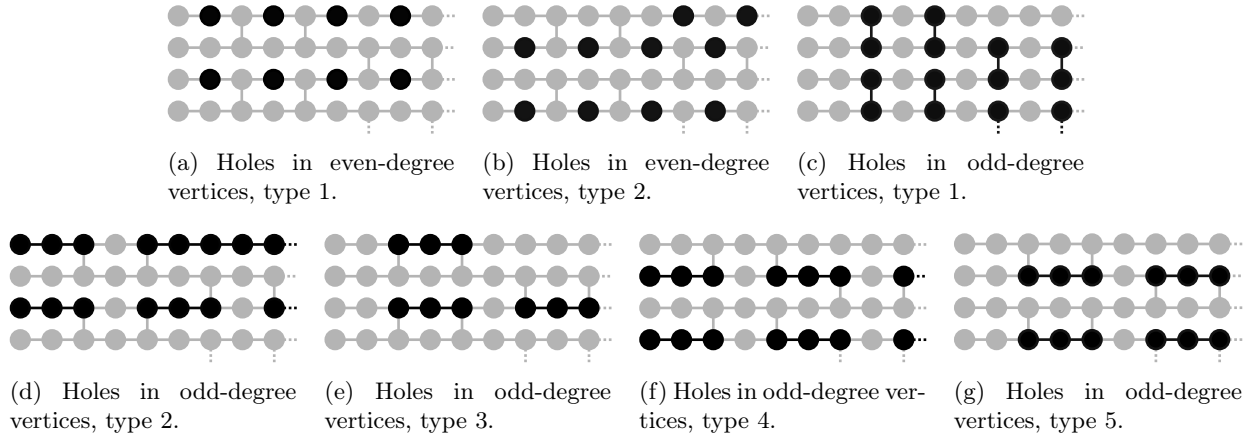 (a) Holes in even-degree
vertices, type 1.
(b) Holes in even-degree
vertices, type 2.
(c) Holes in odd-degree
vertices, type 1.
(d) Holes in odd-degree
vertices, type 2.
(e) Holes in odd-degree
vertices, type 3.
(f) Holes in odd-degree ver-
tices, type 4.
(g) Holes in odd-degree
vertices, type 5.